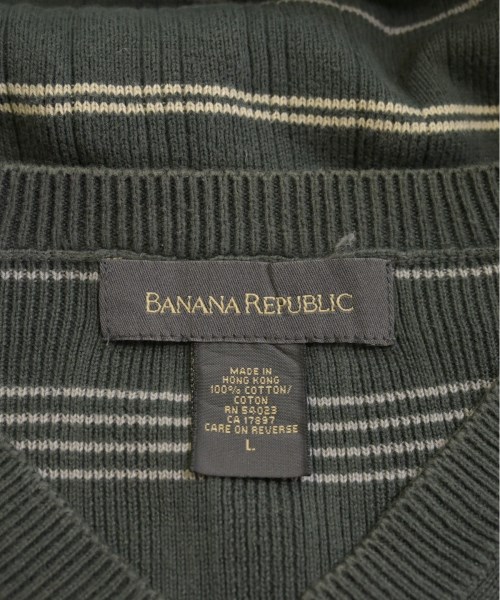 BANANA REPUBLIC
MADE IN
HONG KONG
100% COTTON/
COTON
RN 54023
CA 17897
CARE ON REVERSE
L